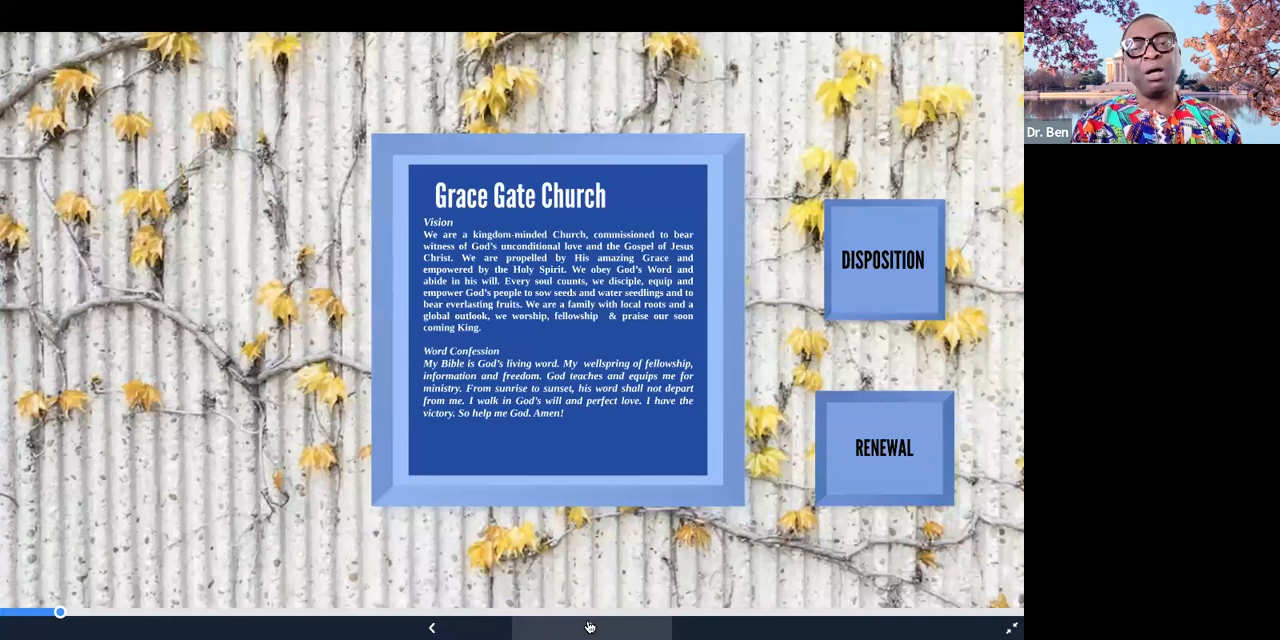 Grace Gate Church
Vision
We are a kingdom-minded Church, commissioned to bear
witness of God's unconditional love and the Gospel of Jesus
Christ. We are propelled by His amazing Grace and
empowered by the Holy Spirit. We obey God's Word and
abide in his will. Every soul counts, we disciple, equip and
empower God's people to sow seeds and water seedlings and to
bear everlasting fruits. We are a family with local roots and a
global outlook, we worship, fellowship & praise our soon
coming King.
Word Confession
My Bible is God's living word. My wellspring of fellowship,
information and freedom. God teaches and equips me for
ministry. From sunrise to sunset, his word shall not depart
from me. I walk in God's will and perfect love. I have the
victory. So help me God. Amen!
DISPOSITION
RENEWAL
Dr. Ben